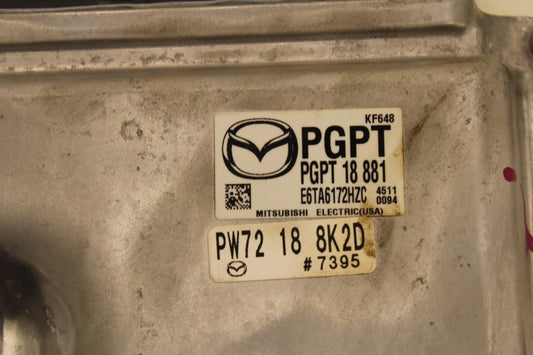 KF648
PGPT
PGPT 18 881
E6TA6172HZC 4511
0094
MITSUBISHI ELECTRIC(USA)
PW72 18 8K2D
#7395